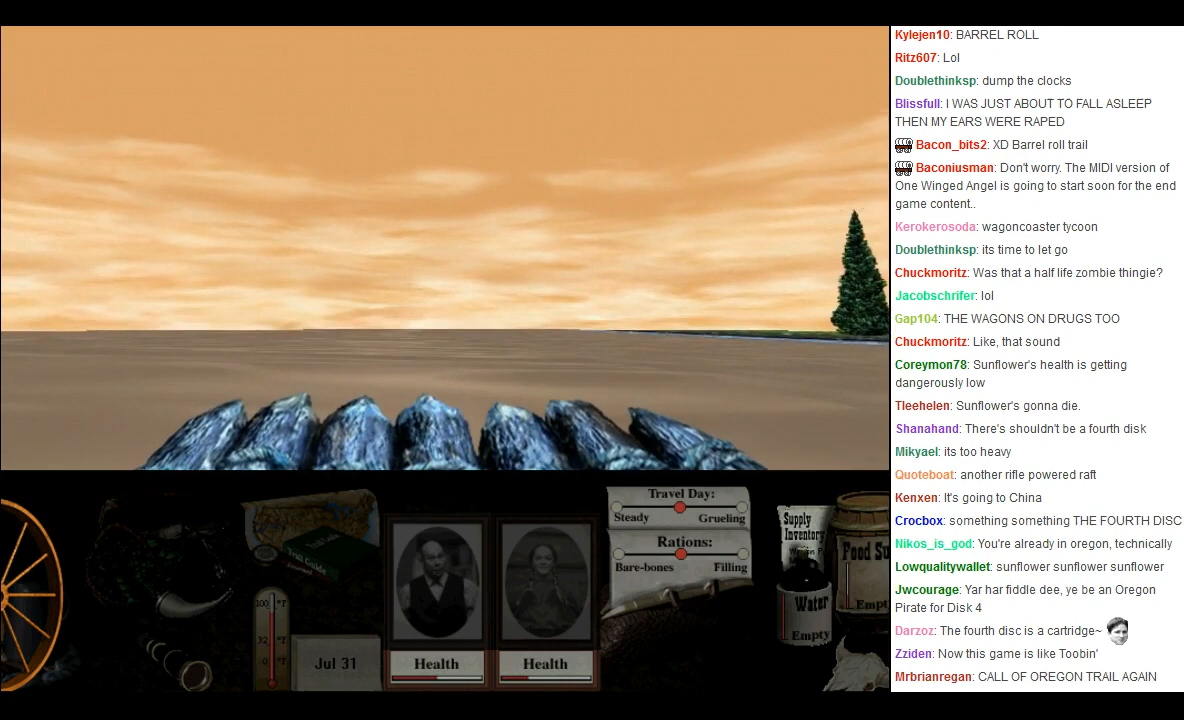 Kylejen10: BARREL ROLL
Ritz607: Lol
Doublethinksp: dump the clocks
Blissfull: I WAS JUST ABOUT TO FALL ASLEEP
THEN MY EARS WERE RAPED
Bacon_bits2: XD Barrel roll trail
Baconiusman: Don't worry. The MIDI version of
One Winged Angel is going to start soon for the end
game content..
Kerokerosoda: wagoncoaster tycoon
Doublethinksp: its time to let go
Chuckmoritz: Was that a half life zombie thingie?
Jacobschrifer: lol
Gap104: THE WAGONS ON DRUGS TOO
Chuckmoritz: Like, that sound
Coreymon78: Sunflower's health is getting
dangerously low
Tleehelen: Sunflower's gonna die.
Shanahand: There's shouldn't be a fourth disk
Mikyael: its too heavy
Quoteboat: another rifle powered raft
Kenxen: It's going to China
Crocbox: something something THE FOURTH DISC
Nikos_is_god: You're already in oregon, technically
Lowqualitywallet: sunflower sunflower sunflower
Jwcourage: Yar har fiddle dee, ye be an Oregon
Pirate for Disk 4
Darzoz: The fourth disc is a cartridge~
Zziden: Now this game is like Toobin'
Mrbrianregan: CALL OF OREGON TRAIL AGAIN
Travel Day:
Steady Grueling
Rations:
Bare-bones Filling
Supply
Inventory
Food Su
Empt
Water
Empty
Guide
100 °F
32 °F
0 °F
Jul 31
Health
Health